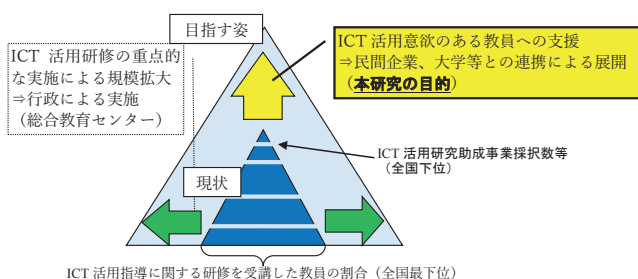 目指す姿
ICT 活用研修の重点的
な実施による規模拡大
⇒行政による実施
（総合教育センター）
ICT 活用意欲のある教員への支援
⇒民間企業、大学等との連携による展開
（本研究の目的）
ICT 活用研究助成事業採択数等
（全国下位）
現状
ICT 活用指導に関する研修を受講した教員の割合（全国最下位）